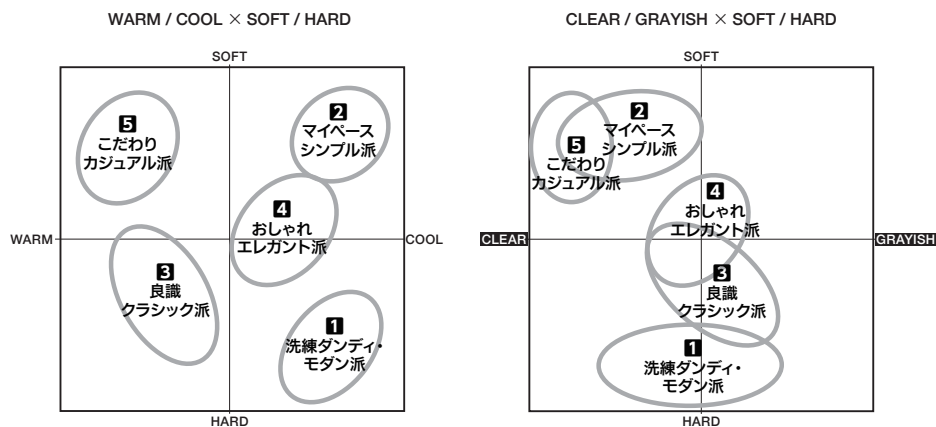 WARM / COOL × SOFT / HARD
SOFT
5
こだわり
カジュアル派
2
マイペース
シンプル派
4
おしゃれ
エレガント派
WARM
COOL
3
良識
クラシック派
1
洗練ダンディ・
モダン派
HARD
CLEAR / GRAYISH × SOFT / HARD
SOFT
2
マイペース
シンプル派
5
こだわり
カジュアル派
4
おしゃれ
エレガント派
CLEAR
GRAYISH
3
良識
クラシック派
1
洗練ダンディ・
モダン派
HARD